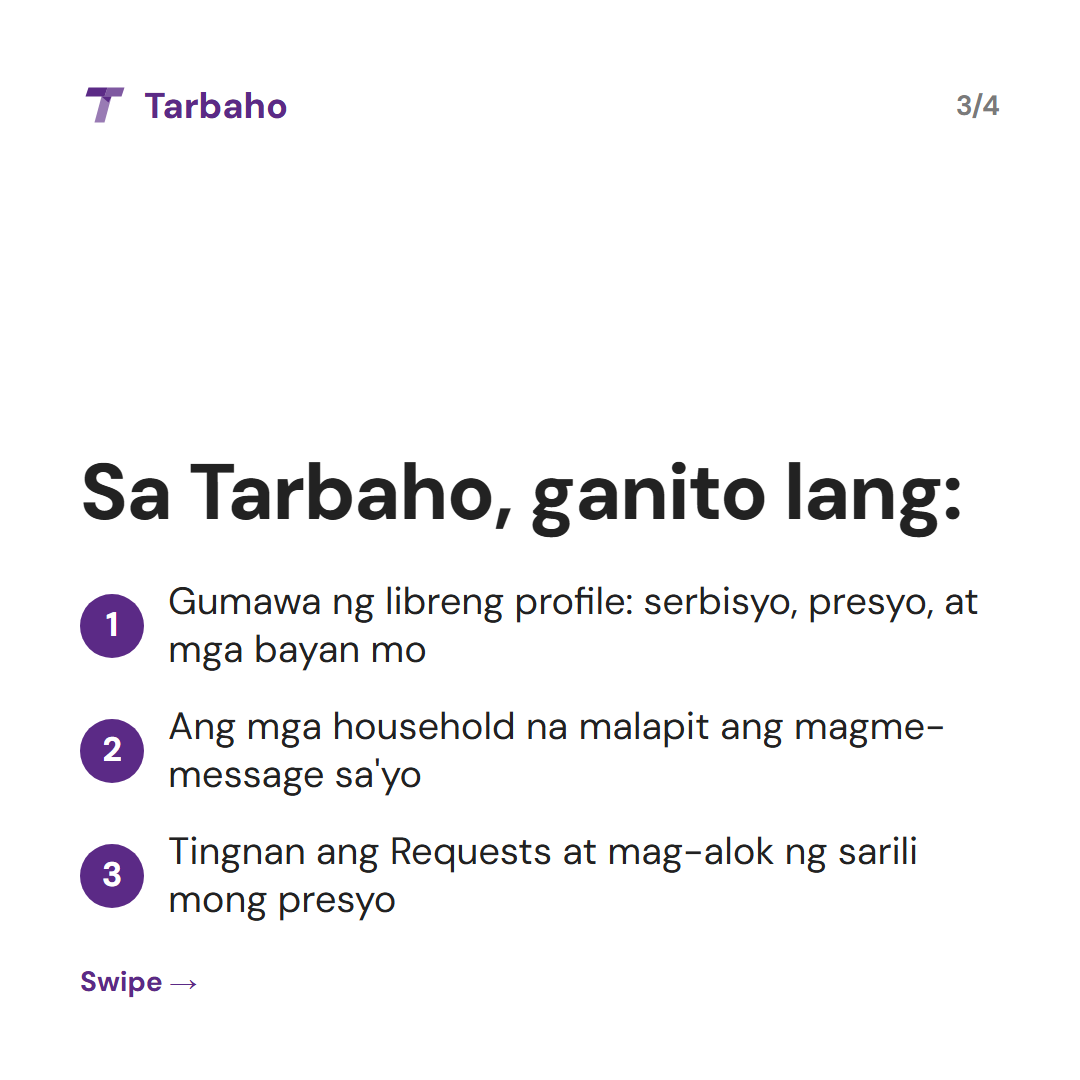 Tarbaho
3/4
Sa Tarbaho, ganito lang:
1
Gumawa ng libreng profile: serbisyo, presyo, at
mga bayan mo
2
Ang mga household na malapit ang magme-
message sa'yo
3
Tingnan ang Requests at mag-alok ng sarili
mong presyo
Swipe →